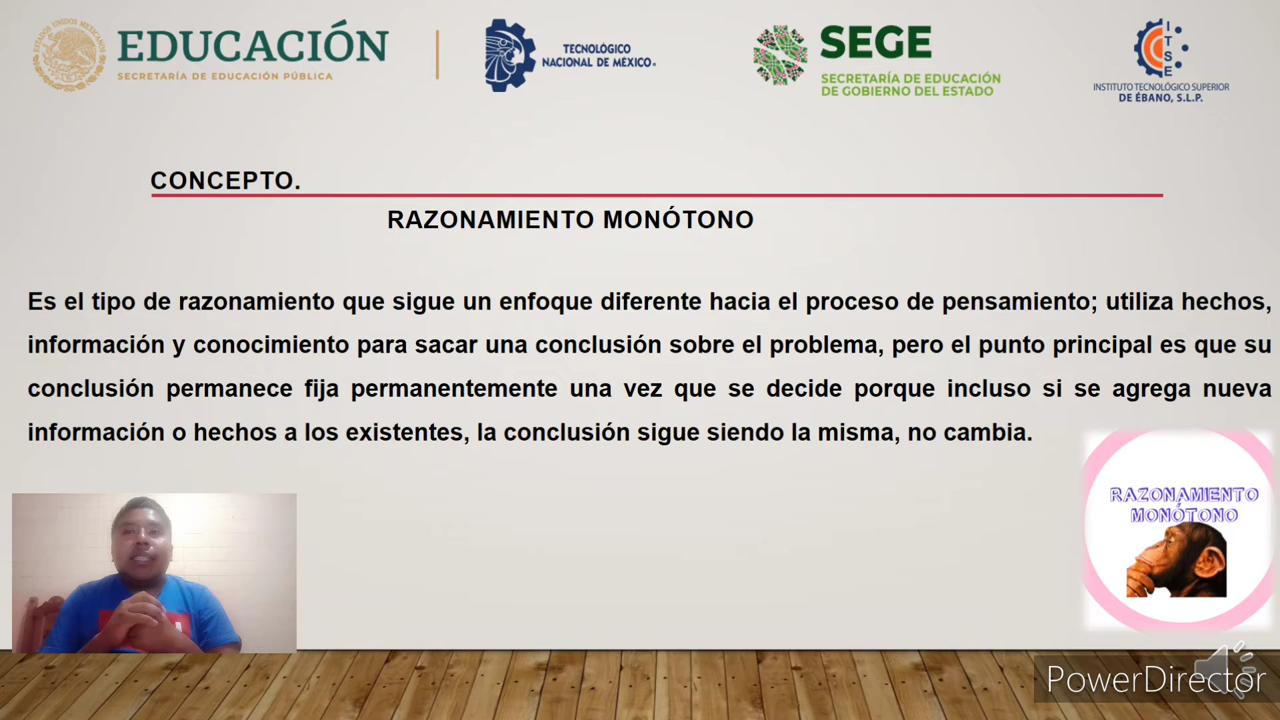 EDUCACIÓN
SECRETARÍA DE EDUCACIÓN PÚBLICA
TECNOLÓGICO
NACIONAL DE MÉXICO
SEGE
SECRETARÍA DE EDUCACIÓN
DE GOBIERNO DEL ESTADO
ITSE
INSTITUTO TECNOLÓGICO SUPERIOR
DE ÉBANO, S.L.P.
CONCEPTO.
RAZONAMIENTO MONÓTONO
Es el tipo de razonamiento que sigue un enfoque diferente hacia el proceso de pensamiento; utiliza hechos,
información y conocimiento para sacar una conclusión sobre el problema, pero el punto principal es que su
conclusión permanece fija permanentemente una vez que se decide porque incluso si se agrega nueva
información o hechos a los existentes, la conclusión sigue siendo la misma, no cambia.
RAZONAMIENTO
MONÓTONO
PowerDirector